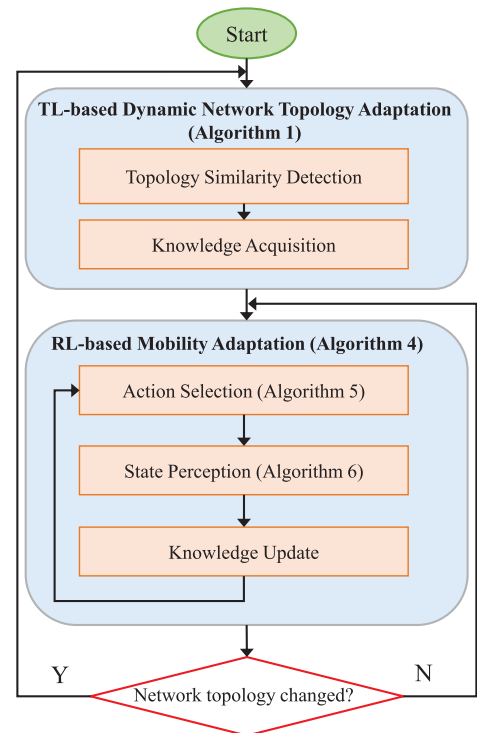 Start
TL-based Dynamic Network Topology Adaptation
(Algorithm 1)
Topology Similarity Detection
Knowledge Acquisition
RL-based Mobility Adaptation (Algorithm 4)
Action Selection (Algorithm 5)
State Perception (Algorithm 6)
Knowledge Update
Y
N
Network topology changed?